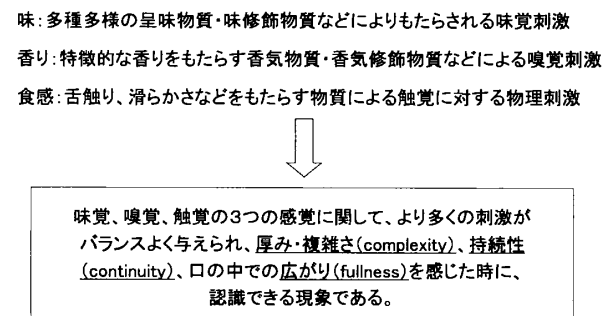 味：多種多様の呈味物質・味修飾物質などによりもたらされる味覚刺激
香り：特徴的な香りをもたらす香気物質・香気修飾物質などによる嗅覚刺激
食感：舌触り、滑らかさなどをもたらす物質による触覚に対する物理刺激
味覚、嗅覚、触覚の３つの感覚に関して、より多くの刺激が
バランスよく与えられ、厚み・複雑さ(complexity)、持続性
(continuity)、口の中での広がり(fullness)を感じた時に、
認識できる現象である。